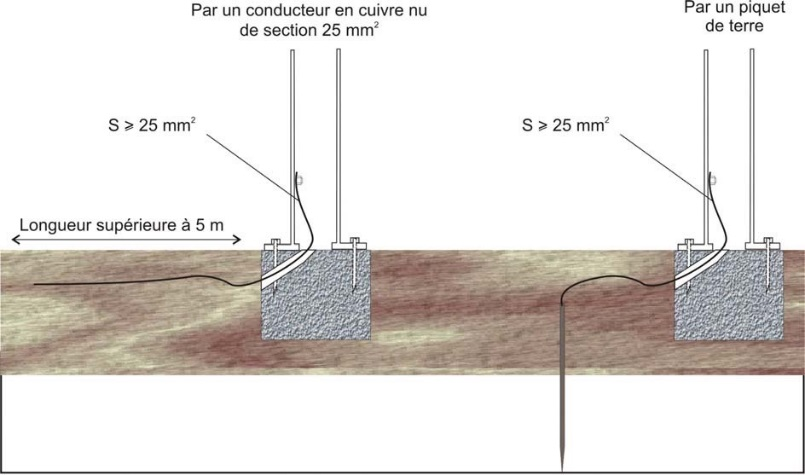 Par un conducteur en cuivre nu
de section 25 mm²
Par un piquet
de terre
S ⩾ 25 mm²
S ⩾ 25 mm²
Longueur supérieure à 5 m